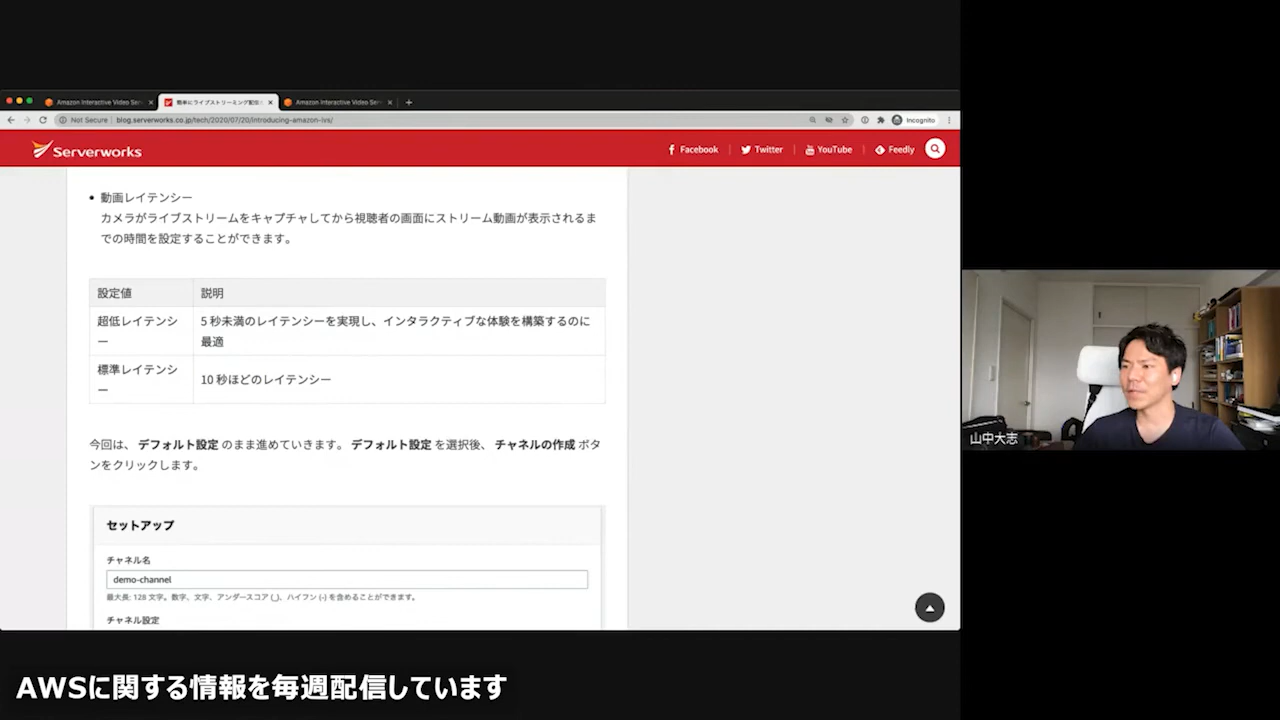 Amazon Interactive Video Ser
簡単にライブストリーミング配信！
Amazon Interactive Video Ser
Not Secure
blog.serverworks.co.jp/tech/2020/07/20/introducing-amazon-ivs/
Incognito
Serverworks
Facebook
Twitter
YouTube
Feedly
動画レイテンシー
カメラがライブストリームをキャプチャしてから視聴者の画面にストリーム動画が表示されるま
での時間を設定することができます。
設定値 説明
超低レイテンシ
ー
5 秒未満のレイテンシーを実現し、インタラクティブな体験を構築するのに
最適
標準レイテンシ
ー
10 秒ほどのレイテンシー
今回は、 デフォルト設定 のまま進めていきます。 デフォルト設定 を選択後、 チャネルの作成 ボタ
ンをクリックします。
セットアップ
チャネル名
demo-channel
最大長: 128 文字。数字、文字、アンダースコア (_)、ハイフン (-) を含めることができます。
チャネル設定
山中大志
AWSに関する情報を毎週配信しています